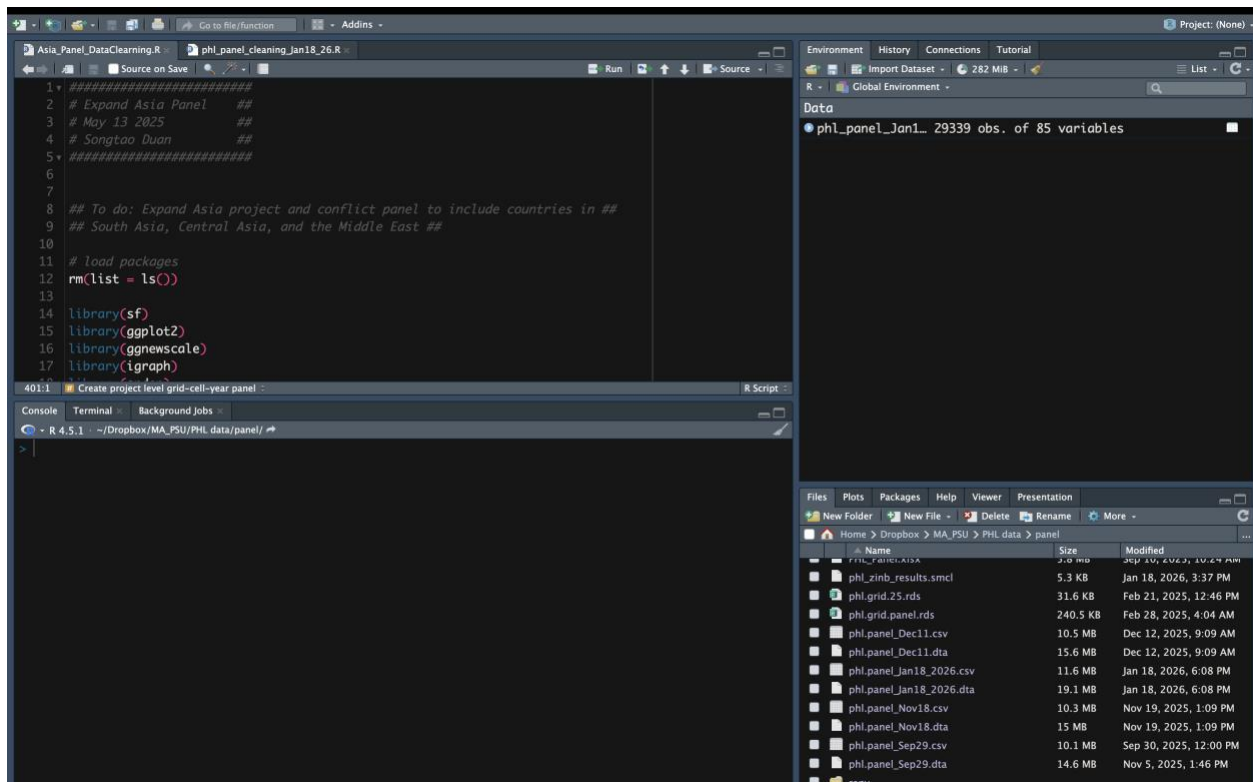 Go to file/function
Addins
Project: (None)
Asia_Panel_DataClearning.R
phl_panel_cleaning_Jan18_26.R
Source on Save
Run
Source
1 #########################
2 # Expand Asia Panel ##
3 # May 13 2025 ##
4 # Songtao Duan ##
5 #########################
6
7
8 ## To do: Expand Asia project and conflict panel to include countries in ##
9 ## South Asia, Central Asia, and the Middle East ##
10
11 # load packages
12 rm(list = ls())
13
14 library(sf)
15 library(ggplot2)
16 library(ggnewscale)
17 library(igraph)
401:1 # Create project level grid-cell-year panel R Script
Console Terminal Background Jobs
R 4.5.1 · ~/Dropbox/MA_PSU/PHL data/panel/
>
Environment History Connections Tutorial
Import Dataset 282 MiB List
R Global Environment
Data
phl_panel_Jan1… 29339 obs. of 85 variables
Files Plots Packages Help Viewer Presentation
New Folder New File Delete Rename More
Home > Dropbox > MA_PSU > PHL data > panel
Name Size Modified
PHL_Panel.xlsx 3.8 MB Sep 10, 2025, 10:24 AM
phl_zinb_results.smcl 5.3 KB Jan 18, 2026, 3:37 PM
phl.grid.25.rds 31.6 KB Feb 21, 2025, 12:46 PM
phl.grid.panel.rds 240.5 KB Feb 28, 2025, 4:04 AM
phl.panel_Dec11.csv 10.5 MB Dec 12, 2025, 9:09 AM
phl.panel_Dec11.dta 15.6 MB Dec 12, 2025, 9:09 AM
phl.panel_Jan18_2026.csv 11.6 MB Jan 18, 2026, 6:08 PM
phl.panel_Jan18_2026.dta 19.1 MB Jan 18, 2026, 6:08 PM
phl.panel_Nov18.csv 10.3 MB Nov 19, 2025, 1:09 PM
phl.panel_Nov18.dta 15 MB Nov 19, 2025, 1:09 PM
phl.panel_Sep29.csv 10.1 MB Sep 30, 2025, 12:00 PM
phl.panel_Sep29.dta 14.6 MB Nov 5, 2025, 1:46 PM